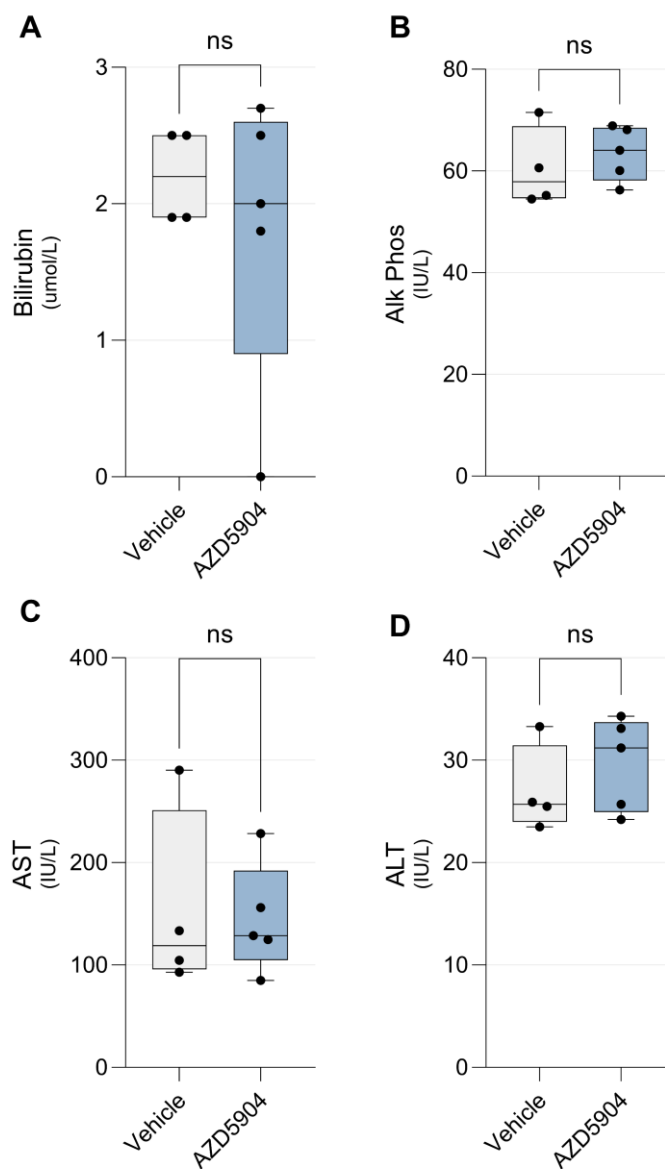 A
ns
3
2
1
0
Bilirubin
(umol/L)
Vehicle
AZD5904
B
ns
80
60
40
20
0
Alk Phos
(IU/L)
Vehicle
AZD5904
C
ns
400
300
200
100
0
AST
(IU/L)
Vehicle
AZD5904
D
ns
40
30
20
10
0
ALT
(IU/L)
Vehicle
AZD5904